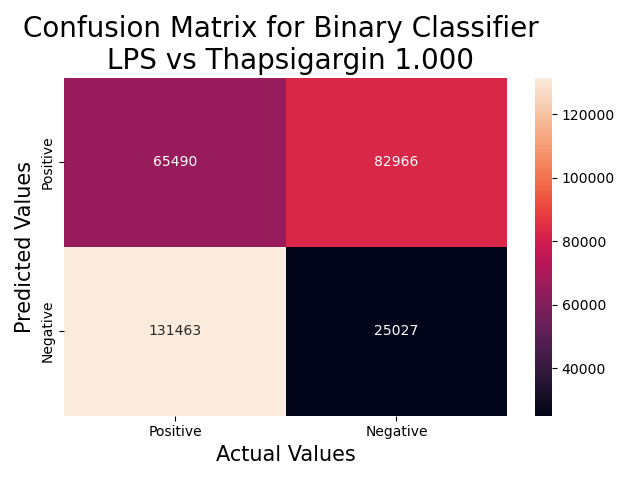 Confusion Matrix for Binary Classifier
LPS vs Thapsigargin 1.000
Predicted Values
Positive
Negative
65490
82966
131463
25027
Positive
Negative
Actual Values
120000
100000
80000
60000
40000